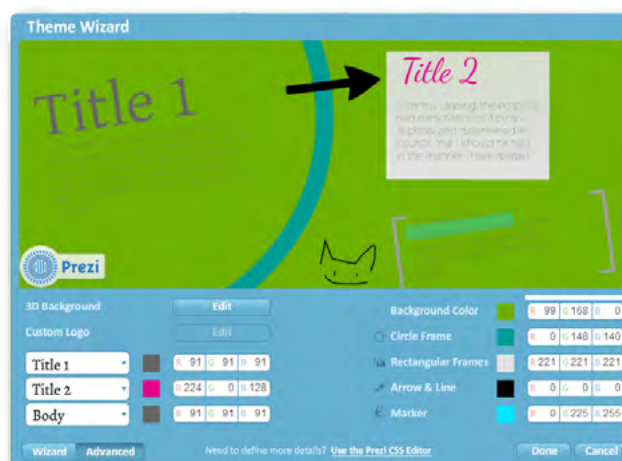 Theme Wizard
Title 1
Title 2
Prezi
3D Background
Edit
Custom Logo
Edit
Title 1
R 91 G 91 B 91
Title 2
R 224 G 0 B 128
Body
R 91 G 91 B 91
Background Color
R 99 G 168 B 0
Circle Frame
R 0 G 148 B 140
Rectangular Frames
R 221 G 221 B 221
Arrow & Line
R 0 G 0 B 0
Marker
R 0 G 225 B 255
Wizard
Advanced
Need to define more details? Use the Prezi CSS Editor
Done
Cancel